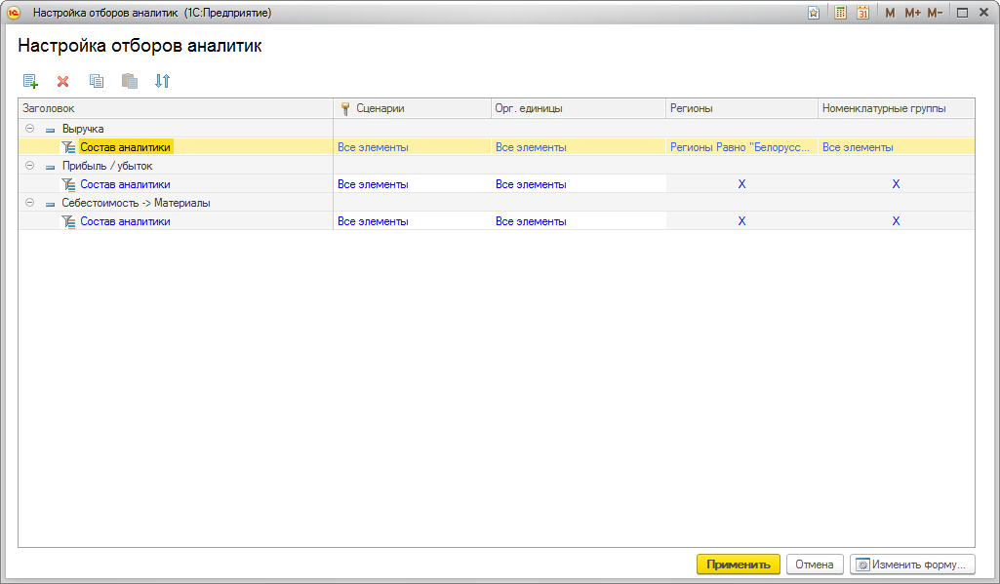 Настройка отборов аналитик (1С:Предприятие)
31 M M+ M-
Настройка отборов аналитик
Заголовок Сценарии Орг. единицы Регионы Номенклатурные группы
Выручка
Состав аналитики Все элементы Все элементы Регионы Равно "Белорусс... Все элементы
Прибыль / убыток
Состав аналитики Все элементы Все элементы X X
Себестоимость -> Материалы
Состав аналитики Все элементы Все элементы X X
Применить Отмена Изменить форму...